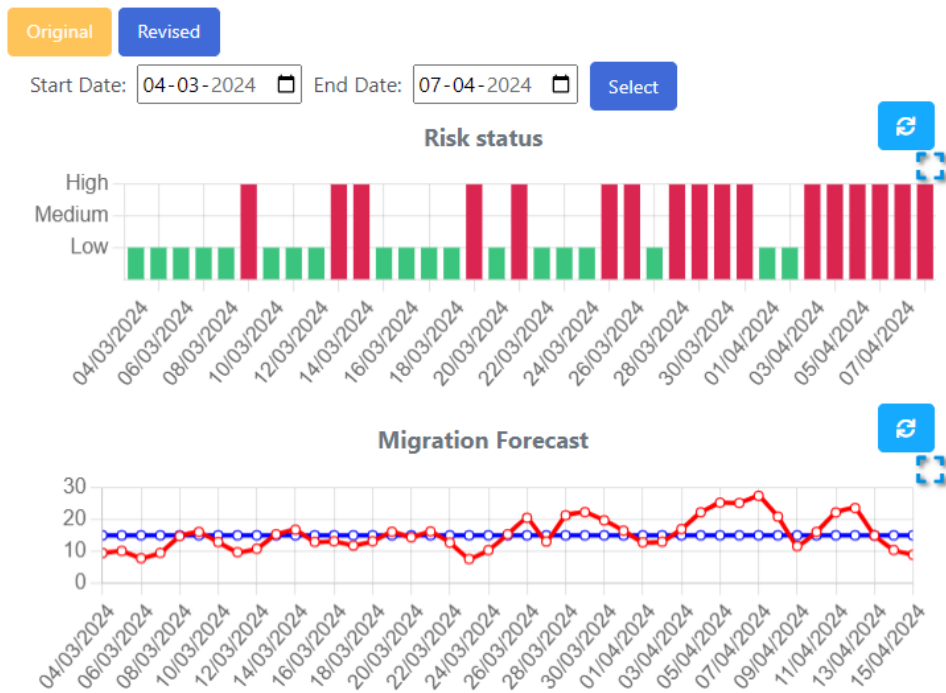 Original Revised
Start Date: 04-03-2024 End Date: 07-04-2024 Select
Risk status
High
Medium
Low
04/03/2024 06/03/2024 08/03/2024 10/03/2024 12/03/2024 14/03/2024 16/03/2024 18/03/2024 20/03/2024 22/03/2024 24/03/2024 26/03/2024 28/03/2024 30/03/2024 01/04/2024 03/04/2024 05/04/2024 07/04/2024
Migration Forecast
30
20
10
0
04/03/2024 06/03/2024 08/03/2024 10/03/2024 12/03/2024 14/03/2024 16/03/2024 18/03/2024 20/03/2024 22/03/2024 24/03/2024 26/03/2024 28/03/2024 30/03/2024 01/04/2024 03/04/2024 05/04/2024 07/04/2024 09/04/2024 11/04/2024 13/04/2024 15/04/2024